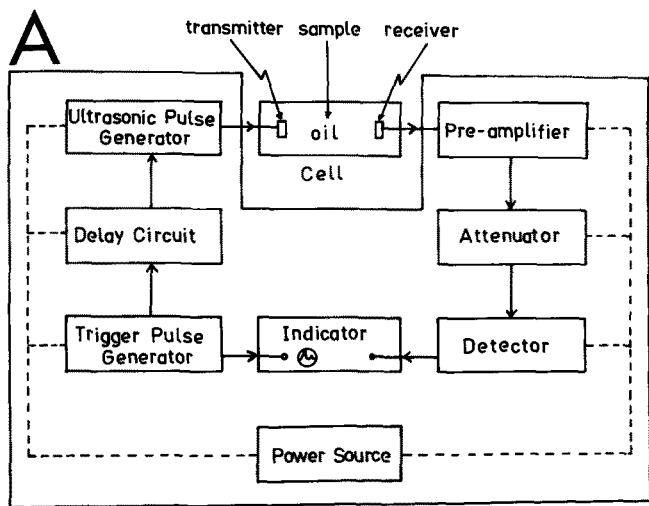 A
transmitter sample receiver
Ultrasonic Pulse
Generator
oil
Pre-amplifier
Cell
Delay Circuit
Attenuator
Trigger Pulse
Generator
Indicator
Detector
Power Source